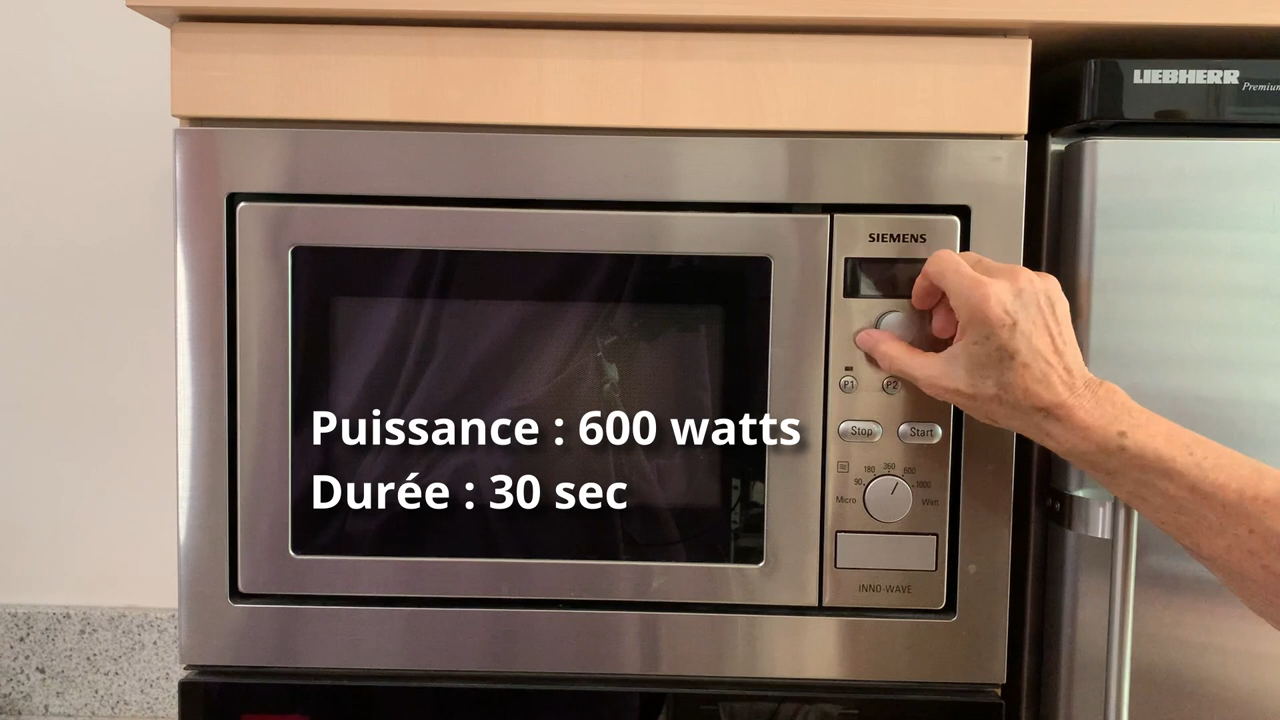 LIEBHERR
Premium
SIEMENS
P1 P2
Puissance : 600 watts
Durée : 30 sec
Stop Start
90 180 360 600 1000
Micro Watt
INNO-WAVE